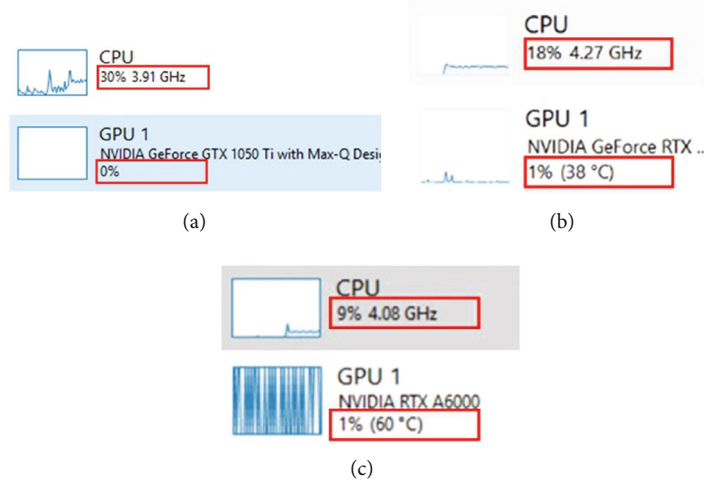 CPU
30% 3.91 GHz
GPU 1
NVIDIA GeForce GTX 1050 Ti with Max-Q Desi
0%
(a)
CPU
18% 4.27 GHz
GPU 1
NVIDIA GeForce RTX ..
1% (38 °C)
(b)
CPU
9% 4.08 GHz
GPU 1
NVIDIA RTX A6000
1% (60 °C)
(c)